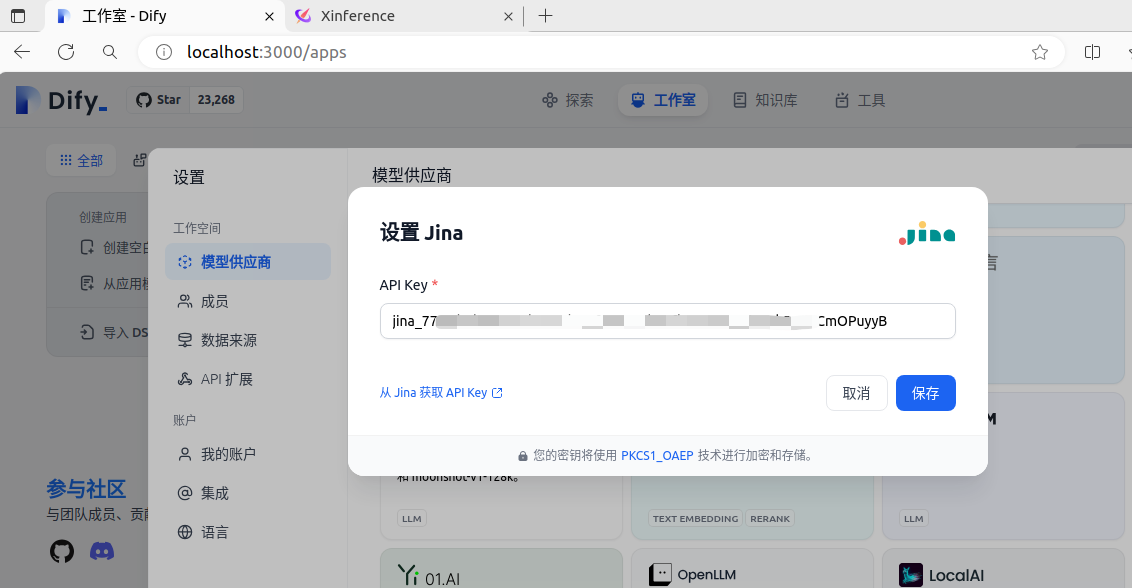 工作室 - Dify
Xinference
localhost:3000/apps
Dify_
Star
23,268
探索
工作室
知识库
工具
全部
设置
模型供应商
创建应用
创建空白
从应用模
导入 DS
工作空间
模型供应商
成员
数据来源
API 扩展
账户
我的账户
集成
语言
设置 Jina
Jina
API Key *
jina_77
CmOPuyyB
从 Jina 获取 API Key
取消
保存
您的密钥将使用 PKCS1_OAEP 技术进行加密和存储。
言
M
和 moonshot-v1-128k。
LLM
TEXT EMBEDDING
RERANK
LLM
参与社区
与团队成员、贡献
Yi 01.AI
OpenLLM
LocalAI